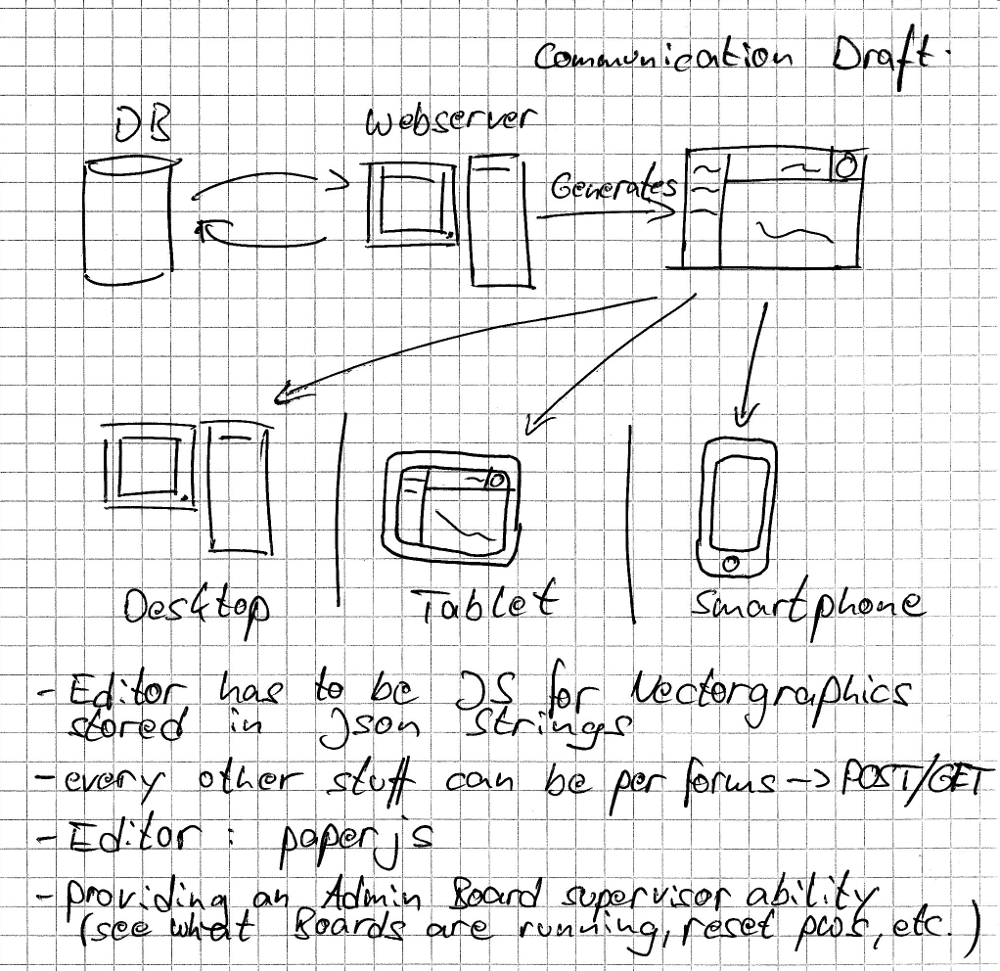 Communication Draft.
DB
Webserver
Generates
Desktop
Tablet
Smartphone
- Editor has to be JS for Vectorgraphics
stored in Json Strings
- every other stuff can be per forms -> POST/GET
- Editor : paperjs
- providing an Admin Board supervisor ability
(see what Boards are running, reset pws, etc.)